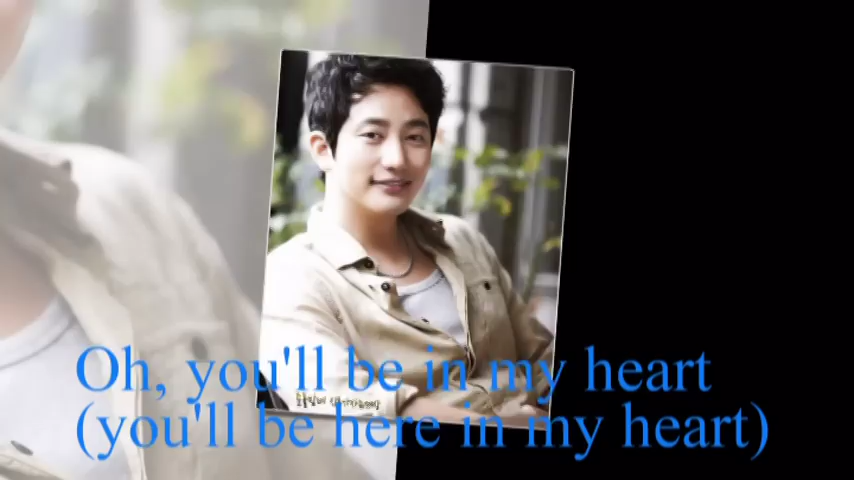 Oh, you'll be in my heart
(you'll be here in my heart)